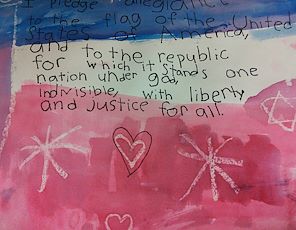 I pledge allegiance
to the flag of the United
States of America,
and to the republic
for which it stands one
nation under god,
indivisible, with liberty
and justice for all.